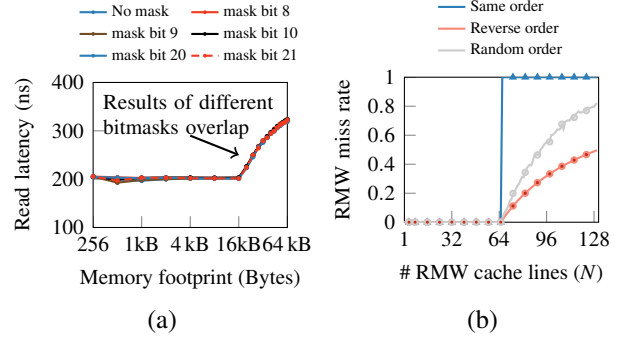 No mask
mask bit 8
mask bit 9
mask bit 10
mask bit 20
mask bit 21
Read latency (ns)
400
300
200
100
Results of different
bitmasks overlap
256
1kB
4 kB
16kB
64 kB
Memory footprint (Bytes)
(a)
Same order
Reverse order
Random order
RMW miss rate
1
0.8
0.6
0.4
0.2
0
1
32
64
96
128
# RMW cache lines (N)
(b)